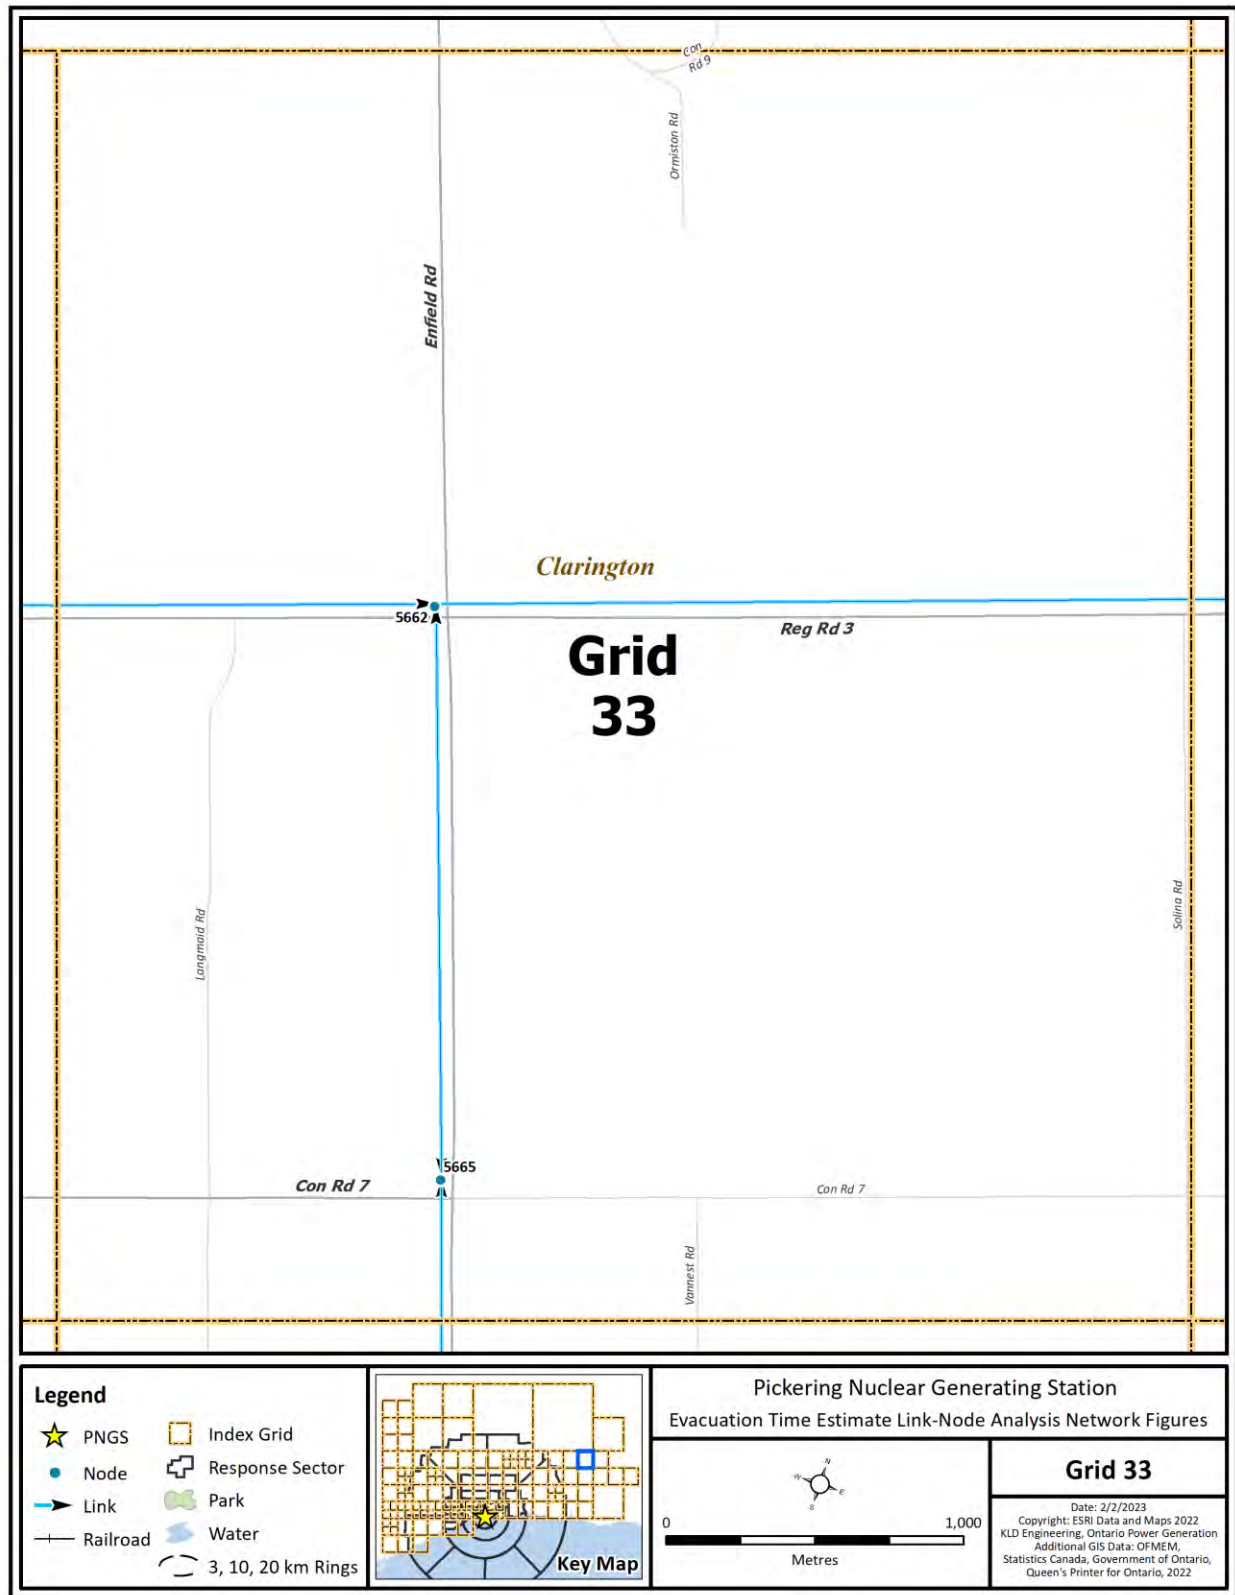 Con
Rd 9
Ormiston Rd
Enfield Rd
Clarington
5662
Reg Rd 3
Grid
33
Langmaid Rd
Solina Rd
5665
Con Rd 7
Con Rd 7
Vannest Rd
Legend
PNGS
Node
Link
Railroad
Index Grid
Response Sector
Park
Water
3, 10, 20 km Rings
Key Map
Pickering Nuclear Generating Station
Evacuation Time Estimate Link-Node Analysis Network Figures
N
W
E
S
0
1,000
Metres
Grid 33
Date: 2/2/2023
Copyright: ESRI Data and Maps 2022
KLD Engineering, Ontario Power Generation
Additional GIS Data: OFMEM,
Statistics Canada, Government of Ontario,
Queen's Printer for Ontario, 2022